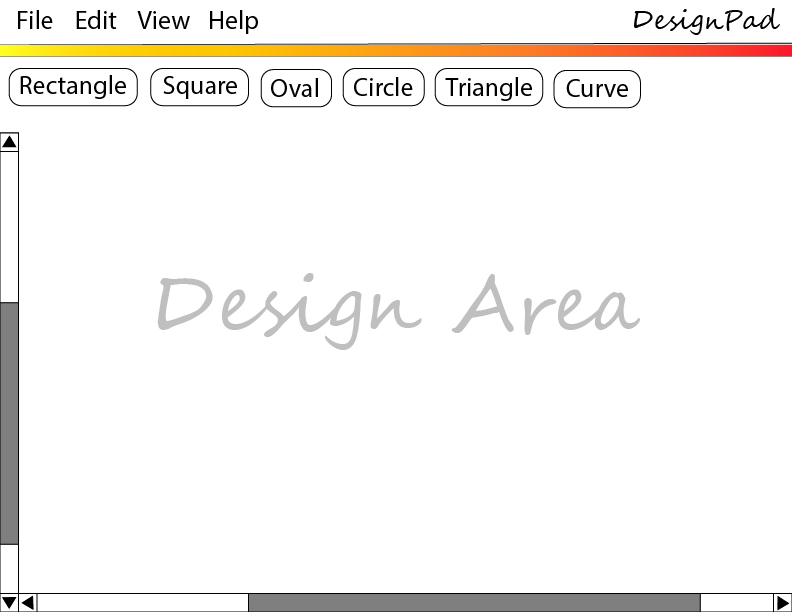 File Edit View Help DesignPad
Rectangle Square Oval Circle Triangle Curve
Design Area